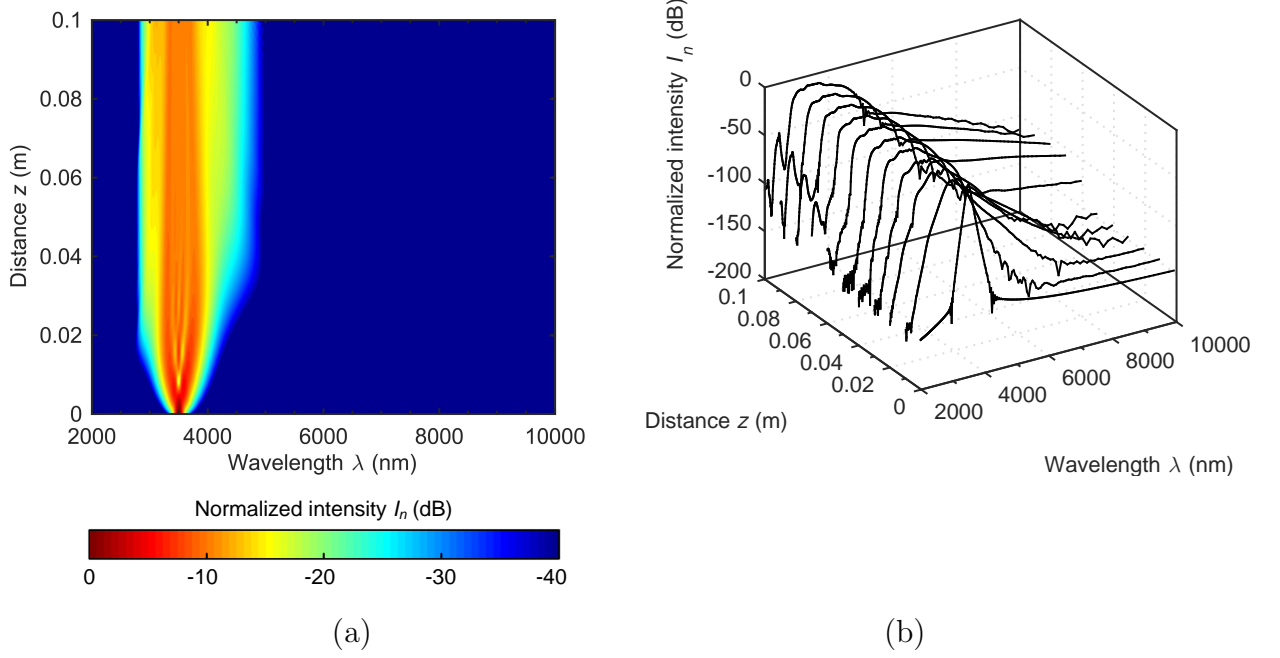 0.1
0.08
0.06
0.04
0.02
0
Distance z (m)
2000 4000 6000 8000 10000
Wavelength λ (nm)
Normalized intensity In (dB)
0 -10 -20 -30 -40
(a)
Normalized intensity In (dB)
0
-50
-100
-150
-200
0.1
0.08
0.06
0.04
0.02
0
Distance z (m)
2000
4000
6000
8000
10000
Wavelength λ (nm)
(b)